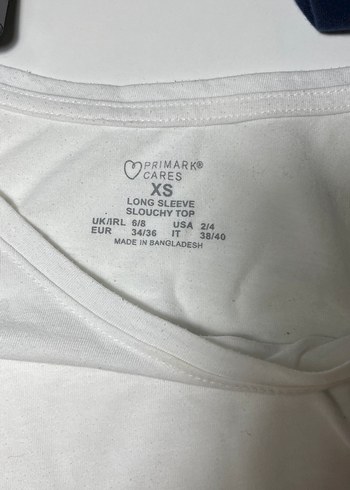 PRIMARK®
CARES
XS
LONG SLEEVE
SLOUCHY TOP
UK/IRL 6/8 USA 2/4
EUR 34/36 IT 38/40
MADE IN BANGLADESH